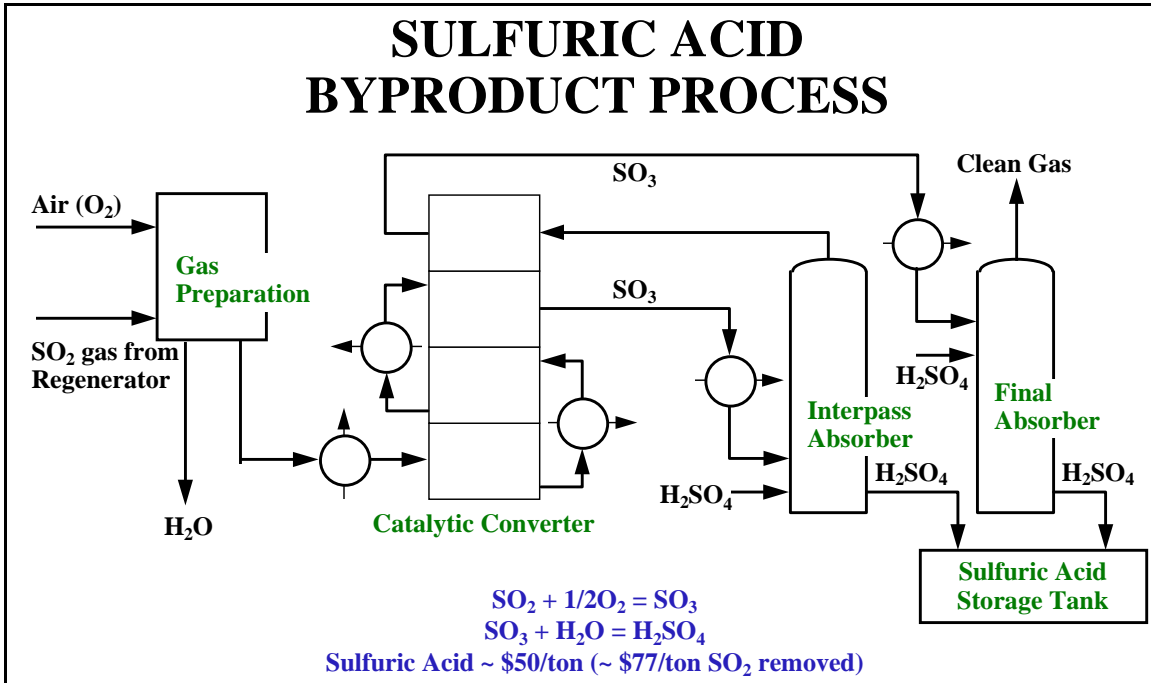 SULFURIC ACID
BYPRODUCT PROCESS
SO₃
Clean Gas
Air (O₂)
Gas
Preparation
SO₃
SO₂ gas from
Regenerator
H₂SO₄
Interpass
Absorber
Final
Absorber
H₂SO₄
H₂SO₄
H₂SO₄
H₂O
Catalytic Converter
Sulfuric Acid
Storage Tank
SO₂ + 1/2O₂ = SO₃
SO₃ + H₂O = H₂SO₄
Sulfuric Acid ~ $50/ton (~ $77/ton SO₂ removed)